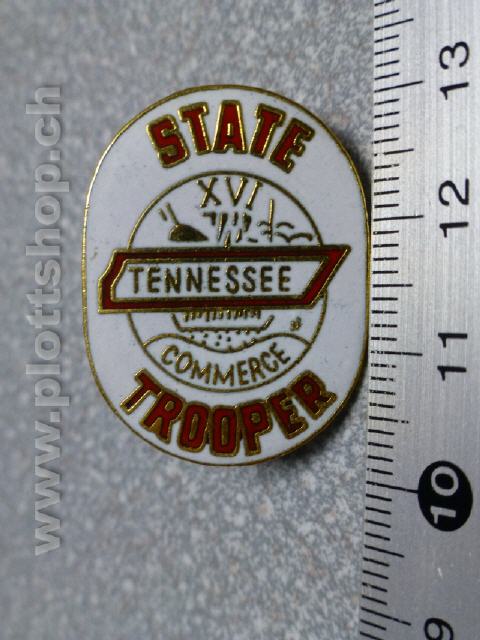 STATE
XVI
TENNESSEE
COMMERCE
TROOPER
13
12
11
10
9
www.plottshop.ch